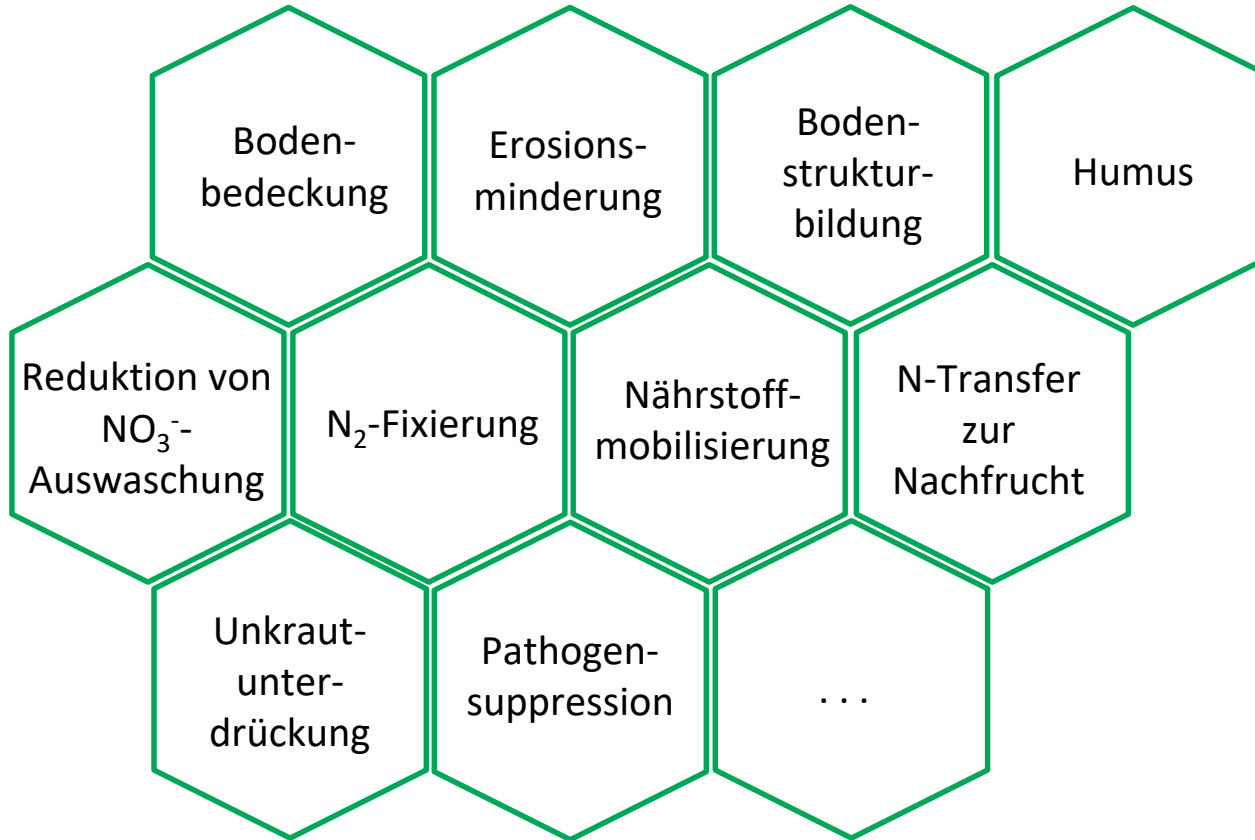 Boden-
bedeckung
Erosions-
minderung
Boden-
struktur-
bildung
Humus
Reduktion von
NO₃⁻-
Auswaschung
N₂-Fixierung
Nährstoff-
mobilisierung
N-Transfer
zur
Nachfrucht
Unkraut-
unter-
drückung
Pathogen-
suppression
. . .